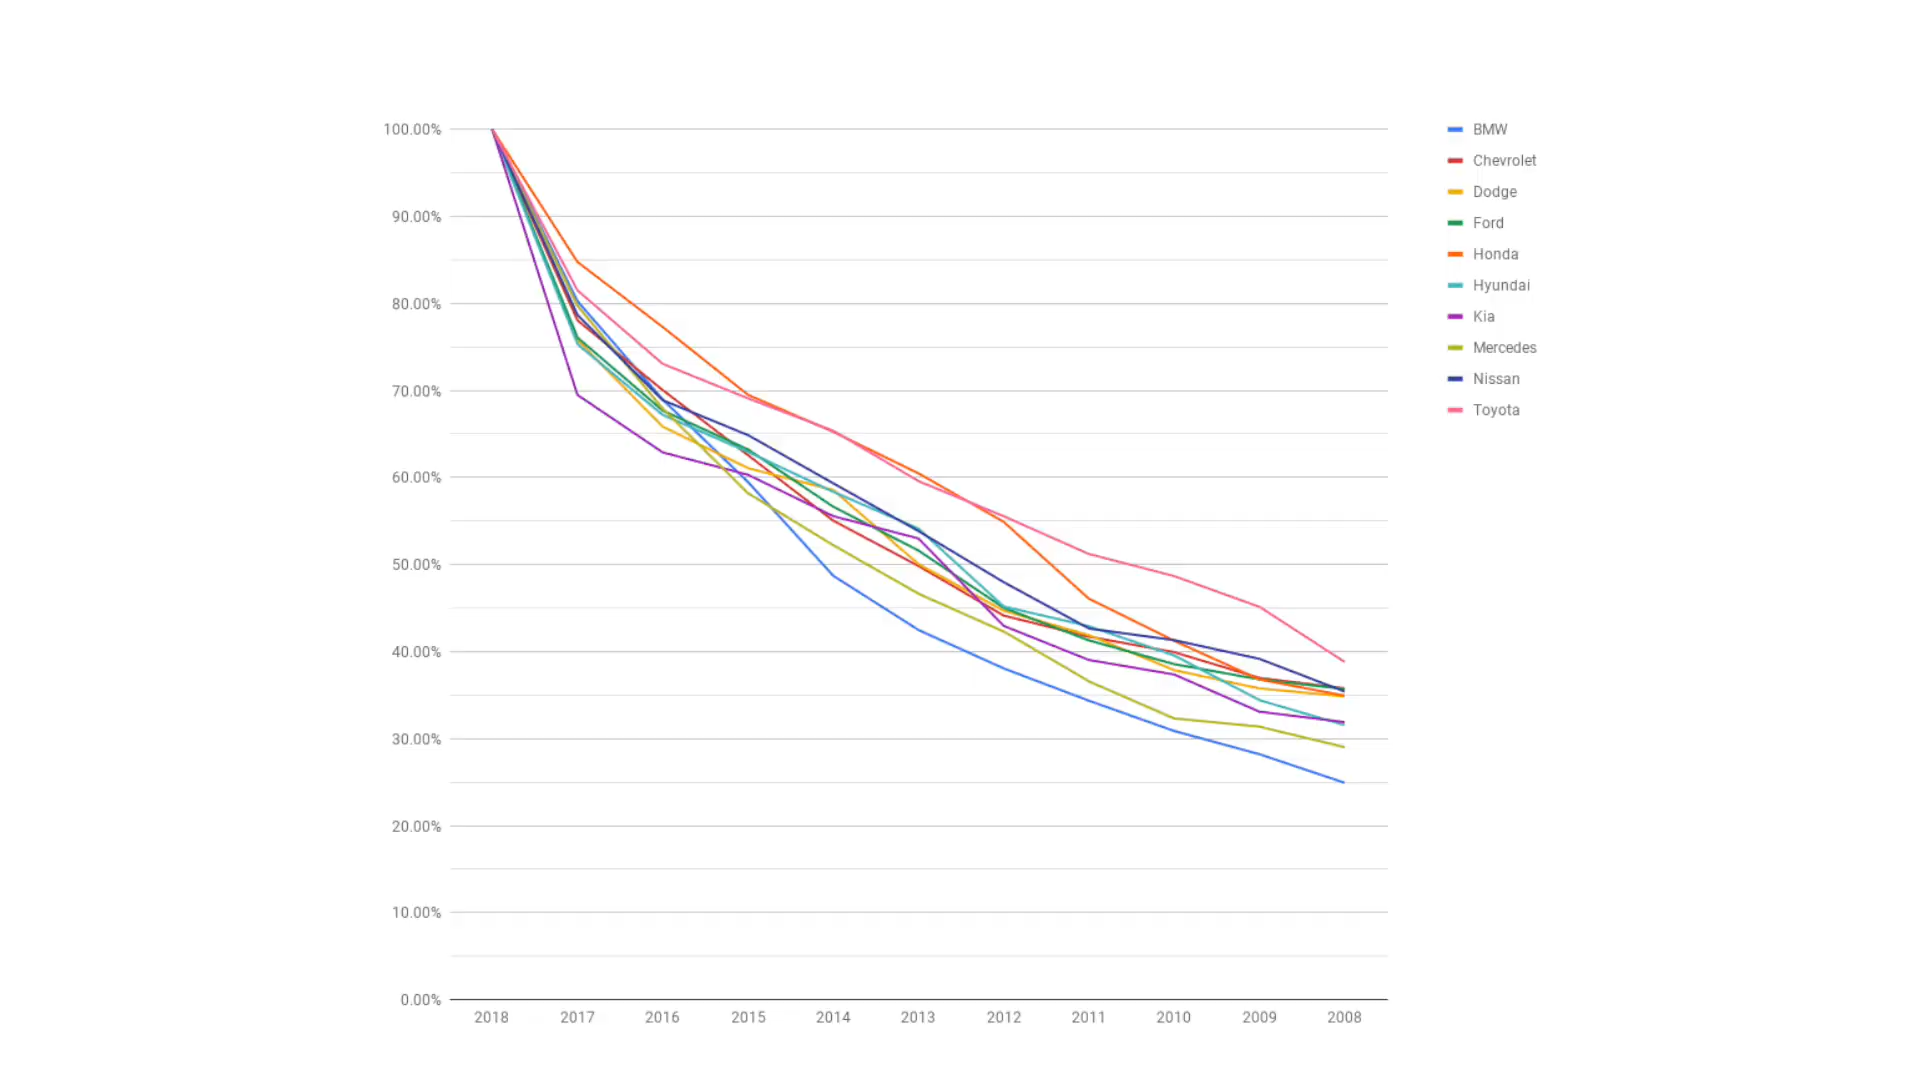 100.00%
90.00%
80.00%
70.00%
60.00%
50.00%
40.00%
30.00%
20.00%
10.00%
0.00%
2018 2017 2016 2015 2014 2013 2012 2011 2010 2009 2008
BMW
Chevrolet
Dodge
Ford
Honda
Hyundai
Kia
Mercedes
Nissan
Toyota